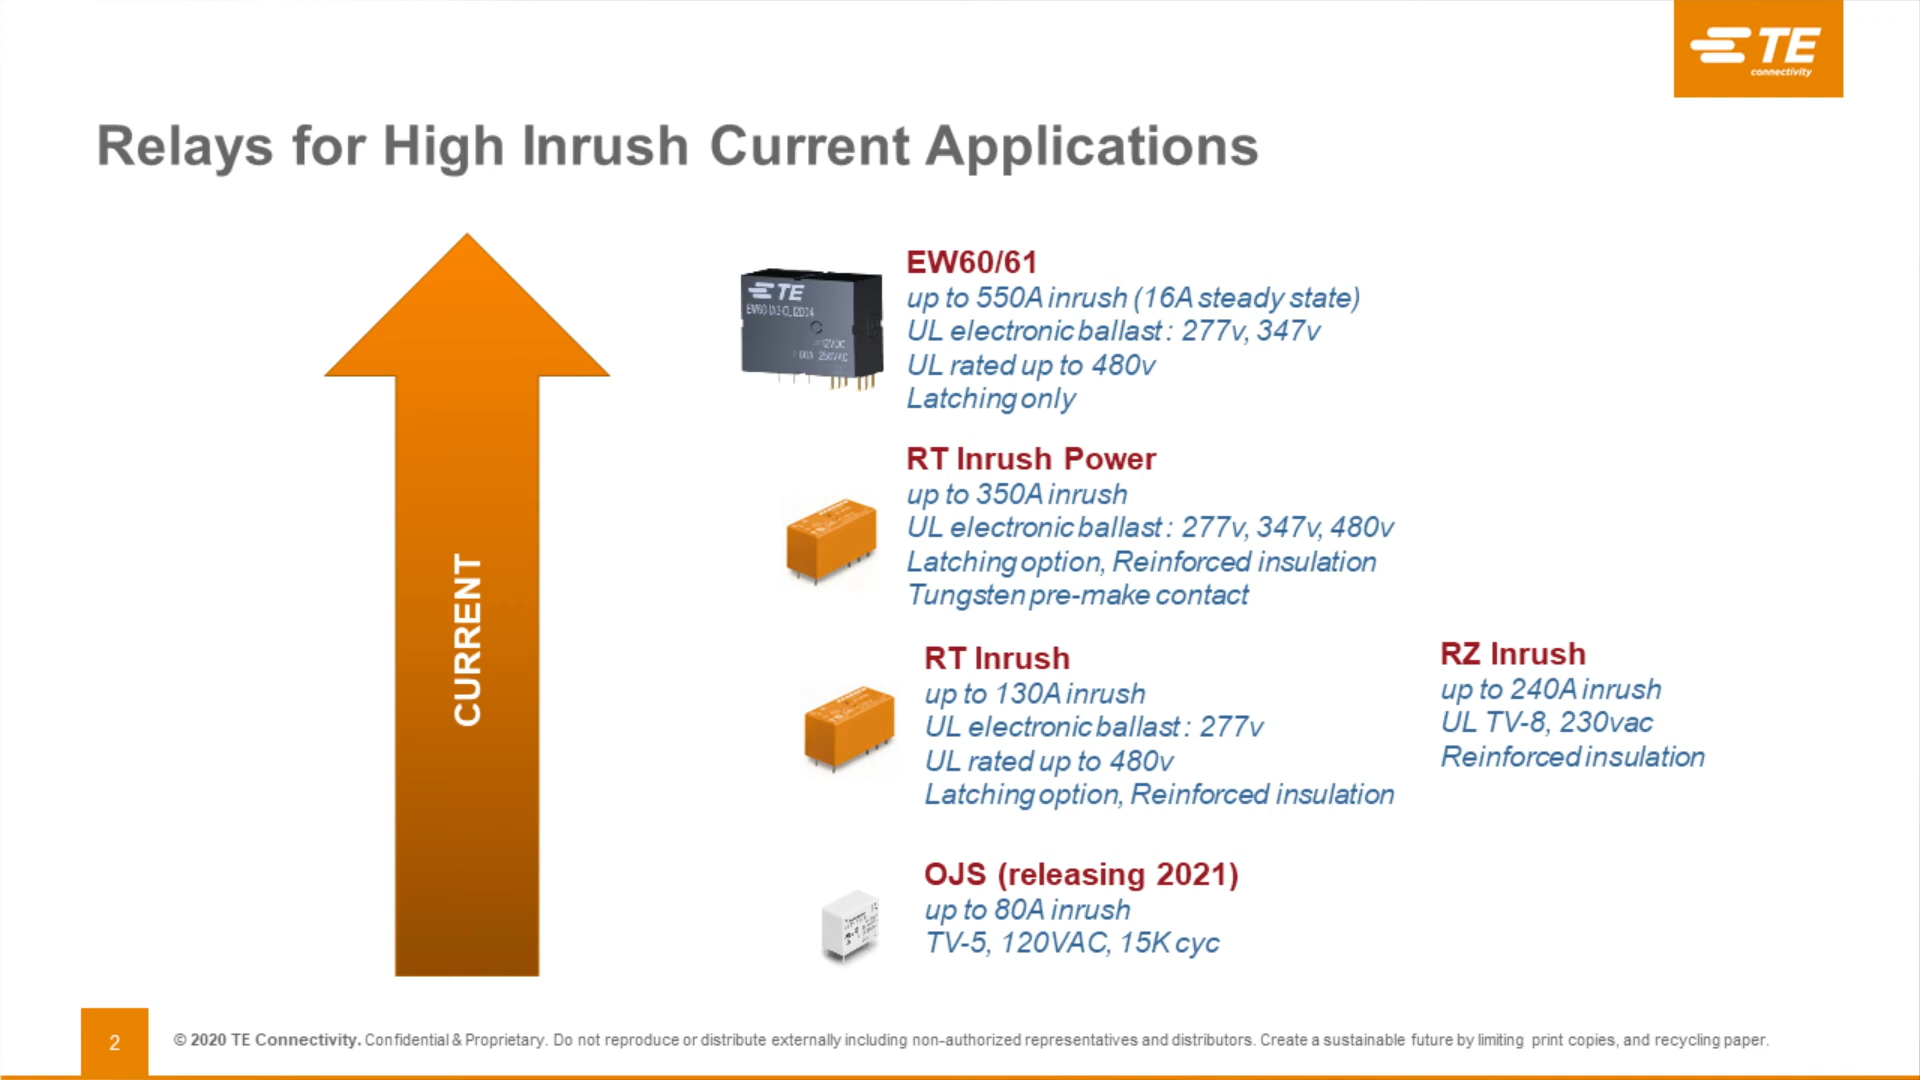 TE
connectivity
Relays for High Inrush Current Applications
CURRENT
TE
EW60/61
up to 550A inrush (16A steady state)
UL electronic ballast: 277v, 347v
UL rated up to 480v
Latching only
RT Inrush Power
up to 350A inrush
UL electronic ballast: 277v, 347v, 480v
Latching option, Reinforced insulation
Tungsten pre-make contact
RT Inrush
up to 130A inrush
UL electronic ballast: 277v
UL rated up to 480v
Latching option, Reinforced insulation
RZ Inrush
up to 240A inrush
UL TV-8, 230vac
Reinforced insulation
OJS (releasing 2021)
up to 80A inrush
TV-5, 120VAC, 15K cyc
2
© 2020 TE Connectivity. Confidential & Proprietary. Do not reproduce or distribute externally including non-authorized representatives and distributors. Create a sustainable future by limiting print copies, and recycling paper.